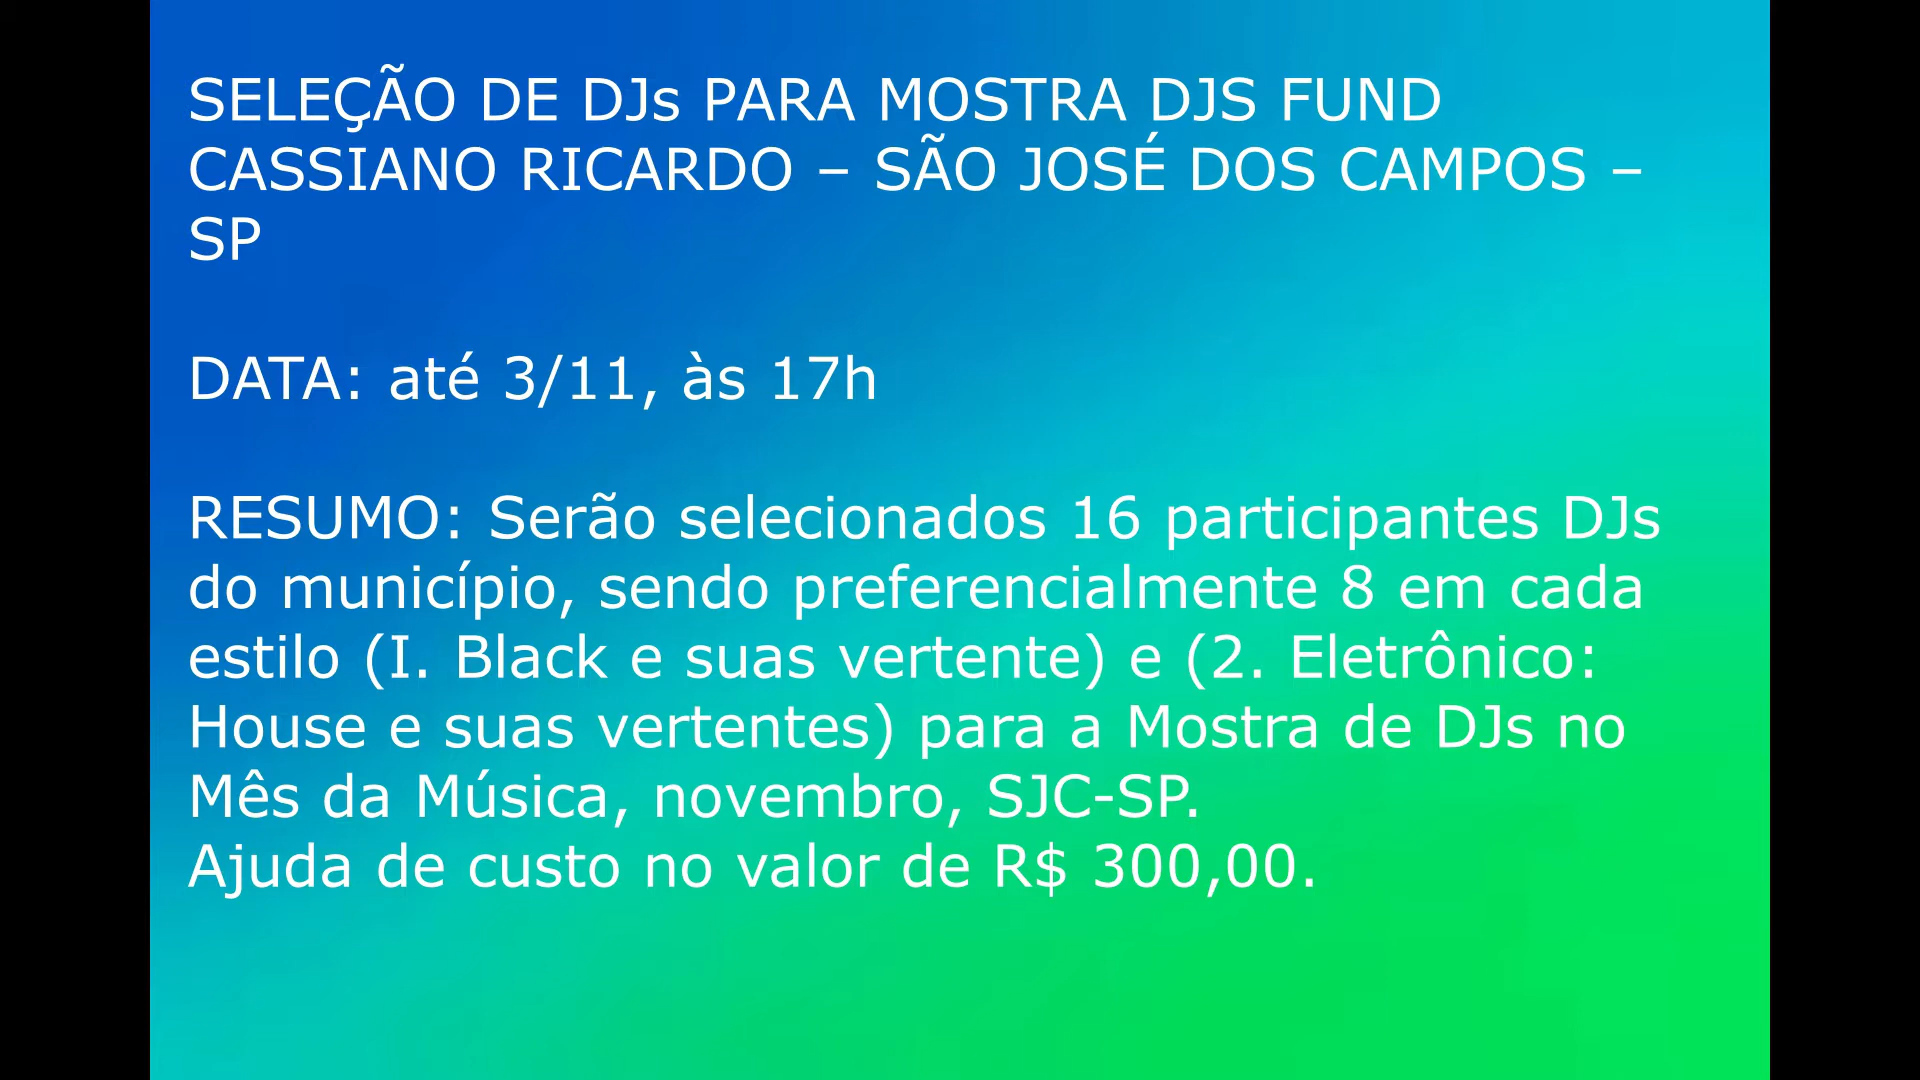 SELEÇÃO DE DJs PARA MOSTRA DJS FUND
CASSIANO RICARDO – SÃO JOSÉ DOS CAMPOS –
SP
DATA: até 3/11, às 17h
RESUMO: Serão selecionados 16 participantes DJs
do município, sendo preferencialmente 8 em cada
estilo (I. Black e suas vertente) e (2. Eletrônico:
House e suas vertentes) para a Mostra de DJs no
Mês da Música, novembro, SJC-SP.
Ajuda de custo no valor de R$ 300,00.